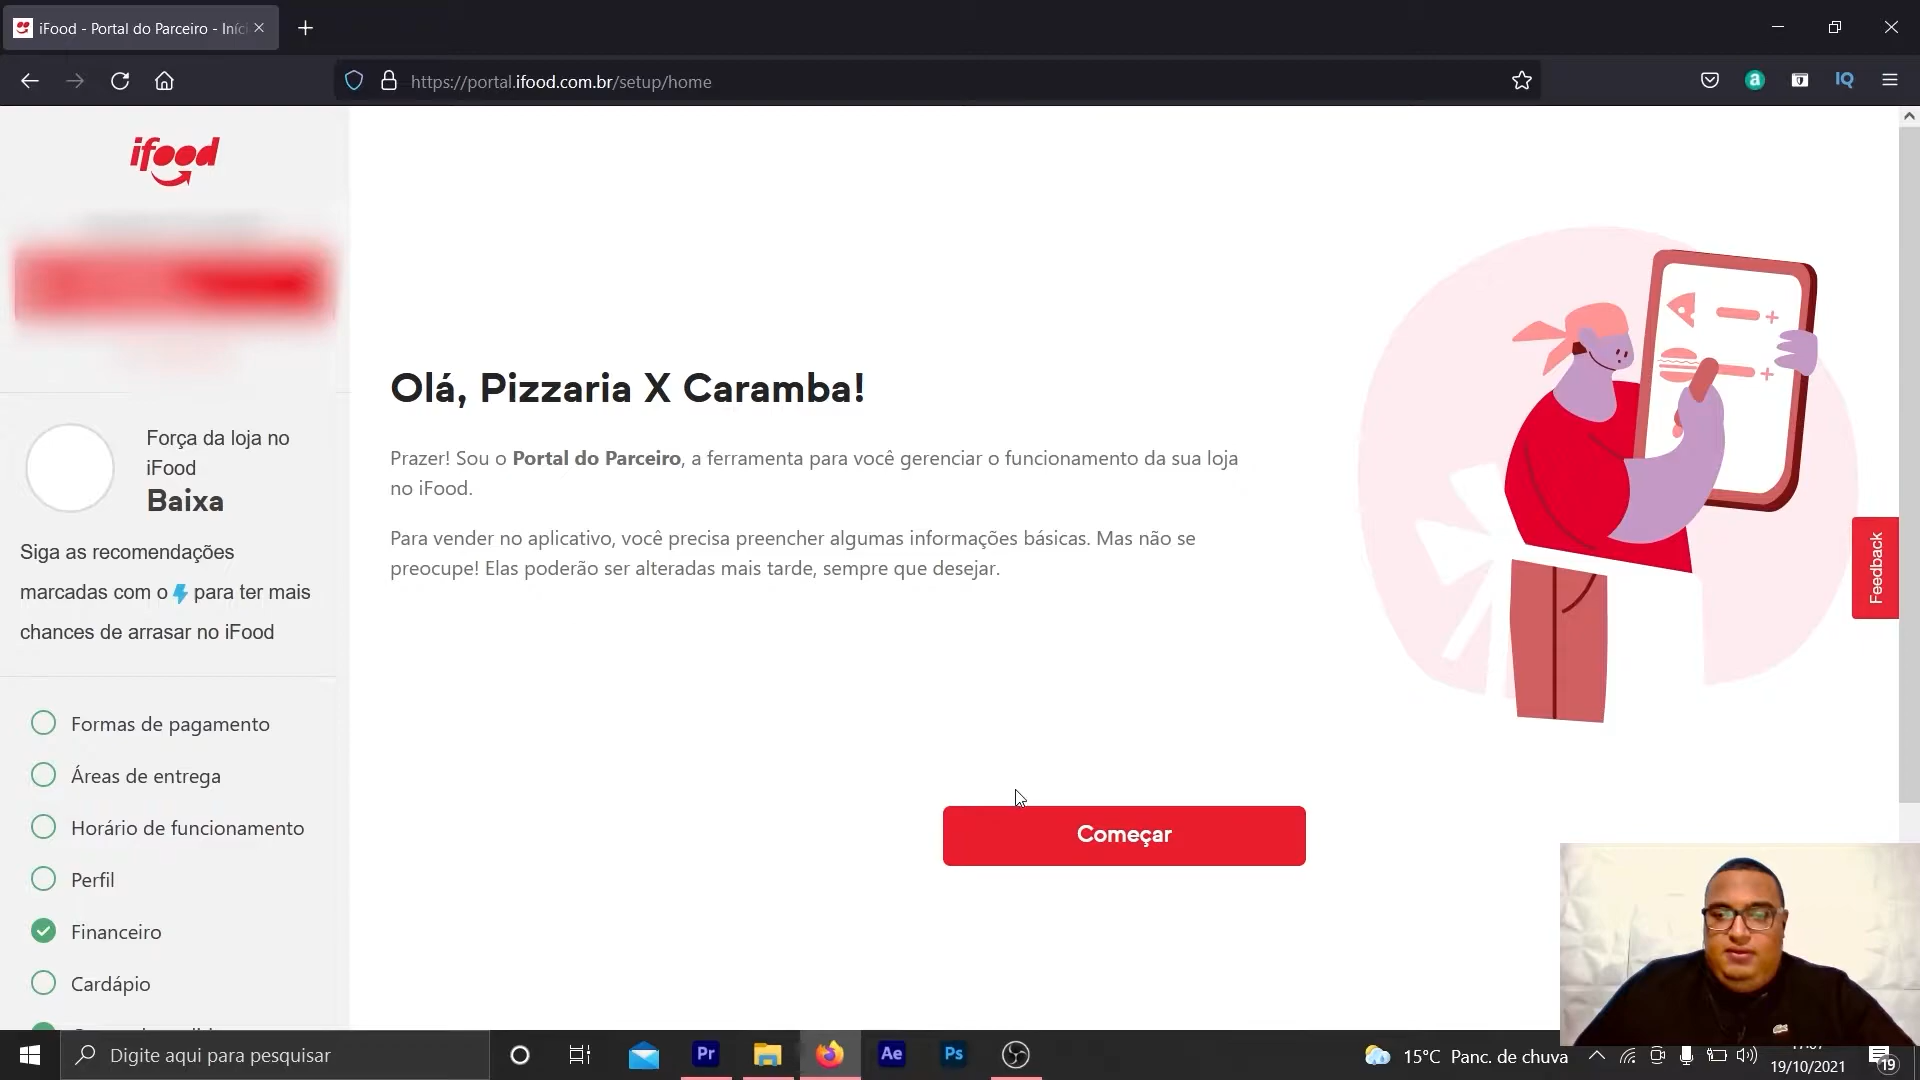 iFood - Portal do Parceiro - Iníci
https://portal.ifood.com.br/setup/home
a
IQ
ifood
Força da loja no
iFood
Baixa
Siga as recomendações
marcadas com o para ter mais
chances de arrasar no iFood
Formas de pagamento
Áreas de entrega
Horário de funcionamento
Perfil
Financeiro
Cardápio
Olá, Pizzaria X Caramba!
Prazer! Sou o Portal do Parceiro, a ferramenta para você gerenciar o funcionamento da sua loja
no iFood.
Para vender no aplicativo, você precisa preencher algumas informações básicas. Mas não se
preocupe! Elas poderão ser alteradas mais tarde, sempre que desejar.
Começar
Feedback
Digite aqui para pesquisar
Pr
Ae
Ps
15°C Panc. de chuva
19/10/2021
19